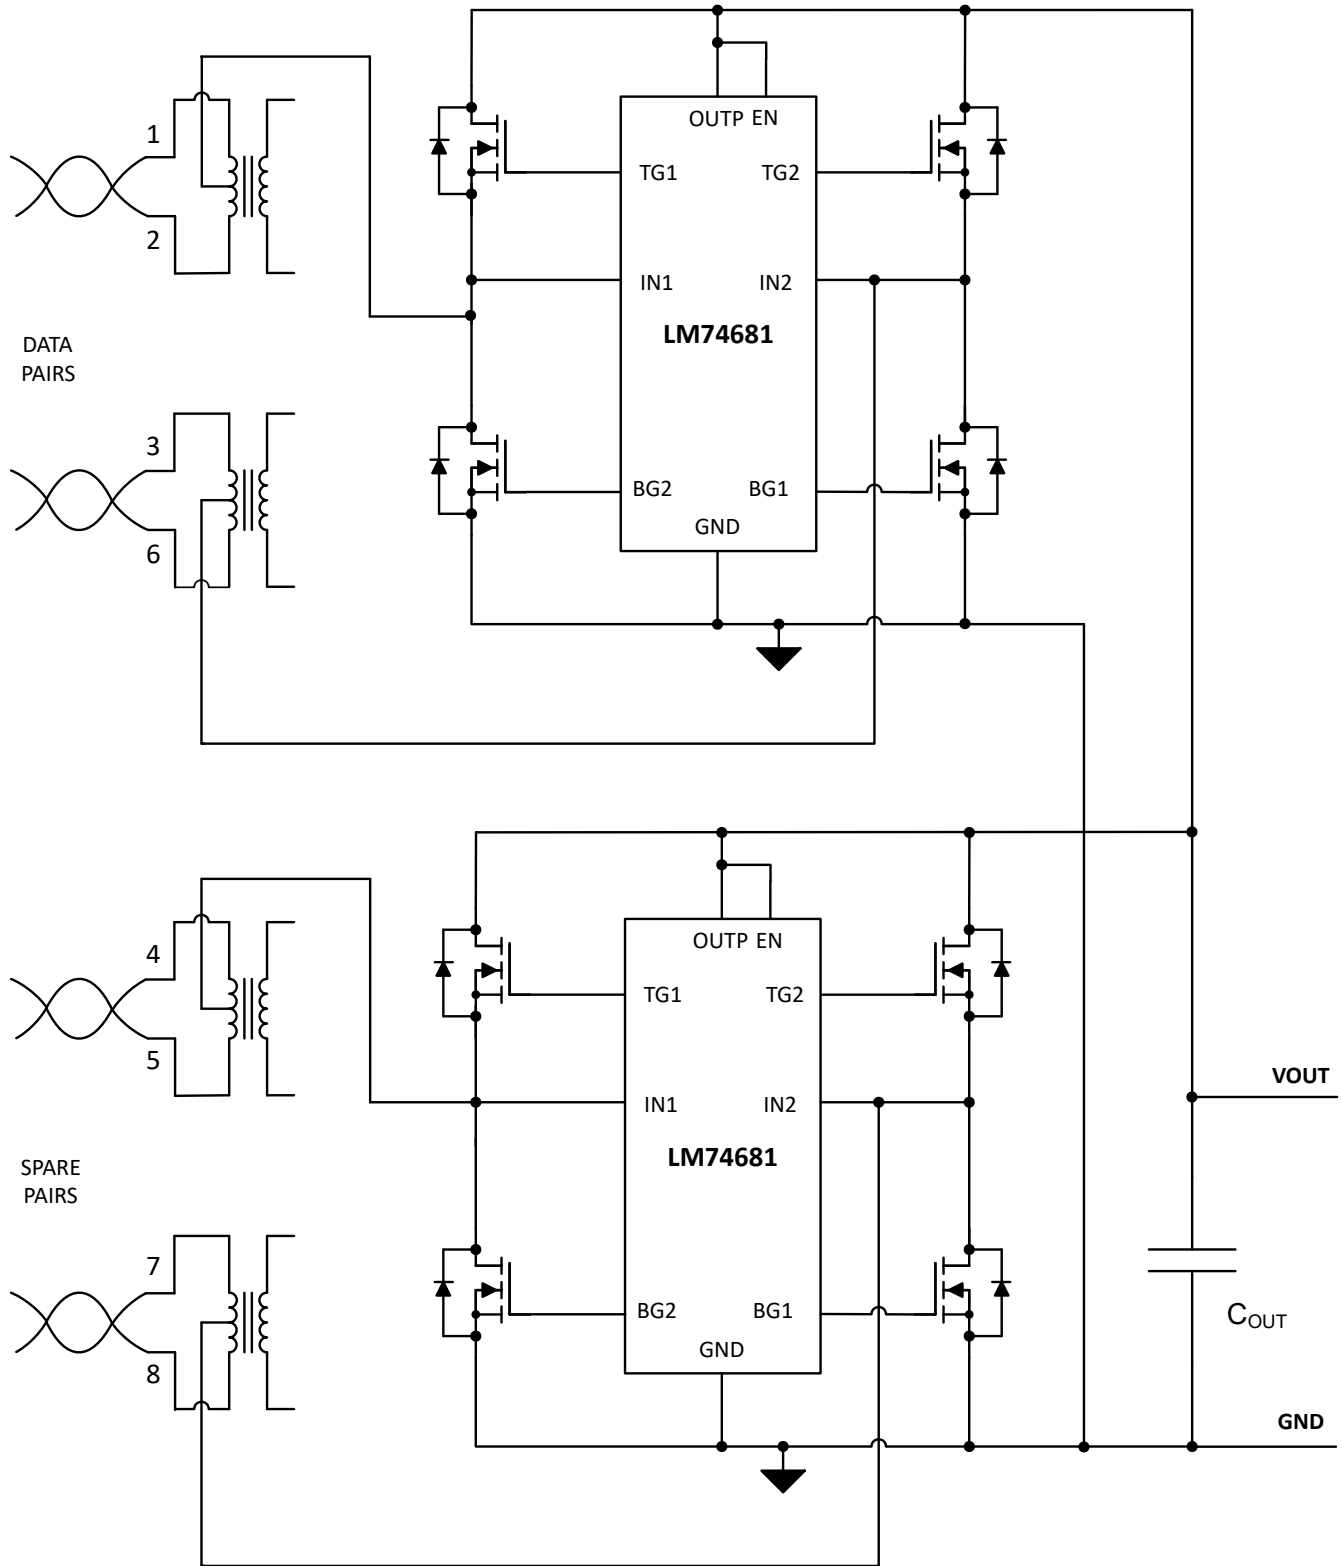 OUTP EN
1
TG1 TG2
2
IN1 IN2
LM74681
DATA
PAIRS
3
BG2 BG1
GND
6
OUTP EN
4
TG1 TG2
5
VOUT
IN1 IN2
LM74681
SPARE
PAIRS
7
BG2 BG1
COUT
GND
8
GND